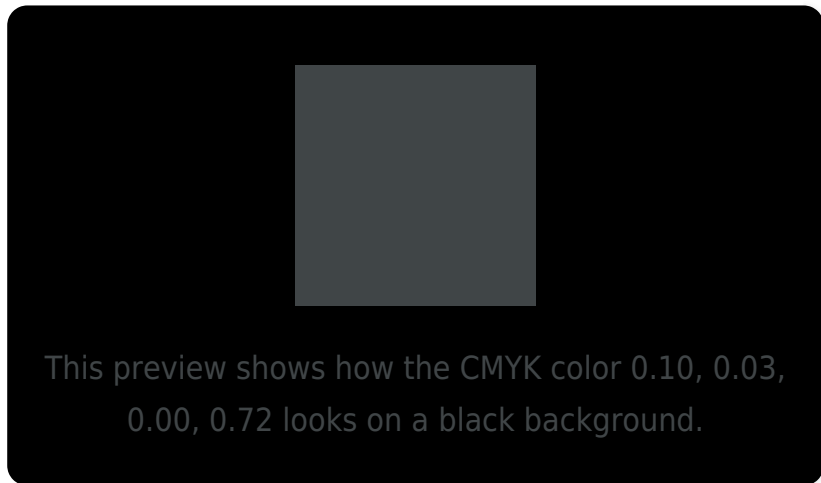 This preview shows how the CMYK color 0.10, 0.03,
0.00, 0.72 looks on a black background.